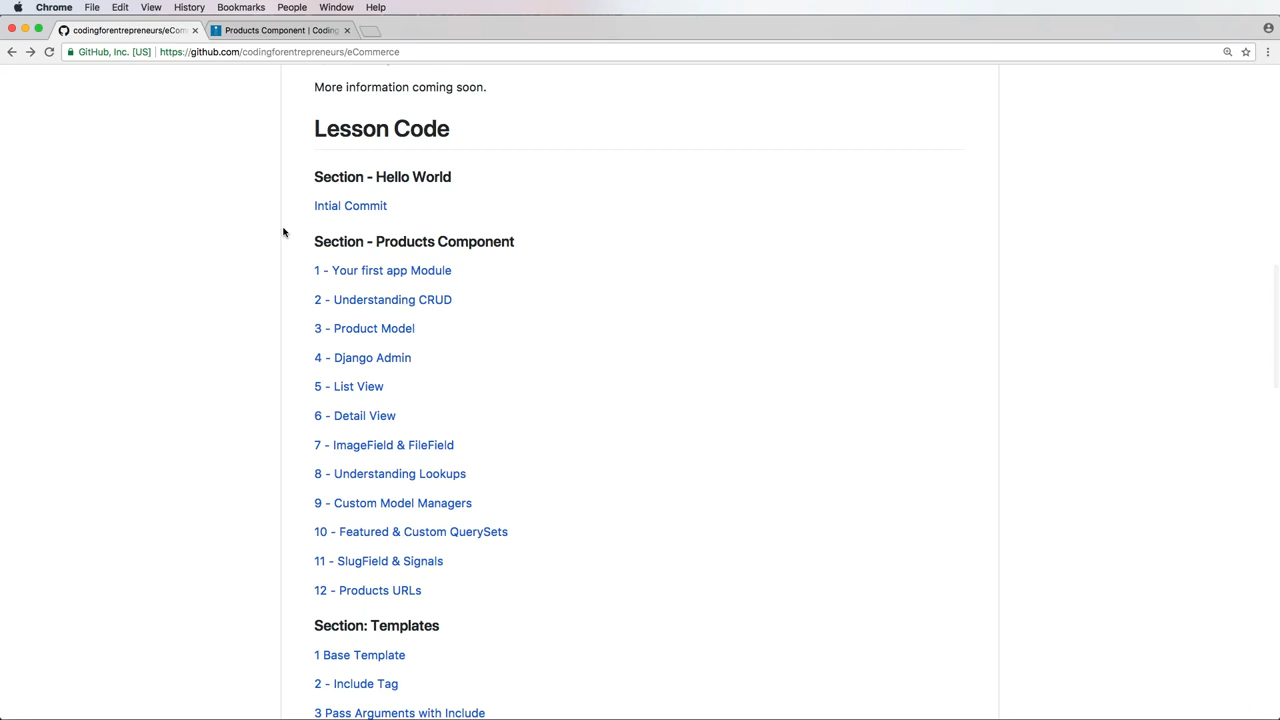 Chrome File Edit View History Bookmarks People Window Help
codingforentrepreneurs/eCom × Products Component | Coding ×
GitHub, Inc. [US] | https://github.com/codingforentrepreneurs/eCommerce
More information coming soon.
Lesson Code
Section - Hello World
Intial Commit
Section - Products Component
1 - Your first app Module
2 - Understanding CRUD
3 - Product Model
4 - Django Admin
5 - List View
6 - Detail View
7 - ImageField & FileField
8 - Understanding Lookups
9 - Custom Model Managers
10 - Featured & Custom QuerySets
11 - SlugField & Signals
12 - Products URLs
Section: Templates
1 Base Template
2 - Include Tag
3 Pass Arguments with Include